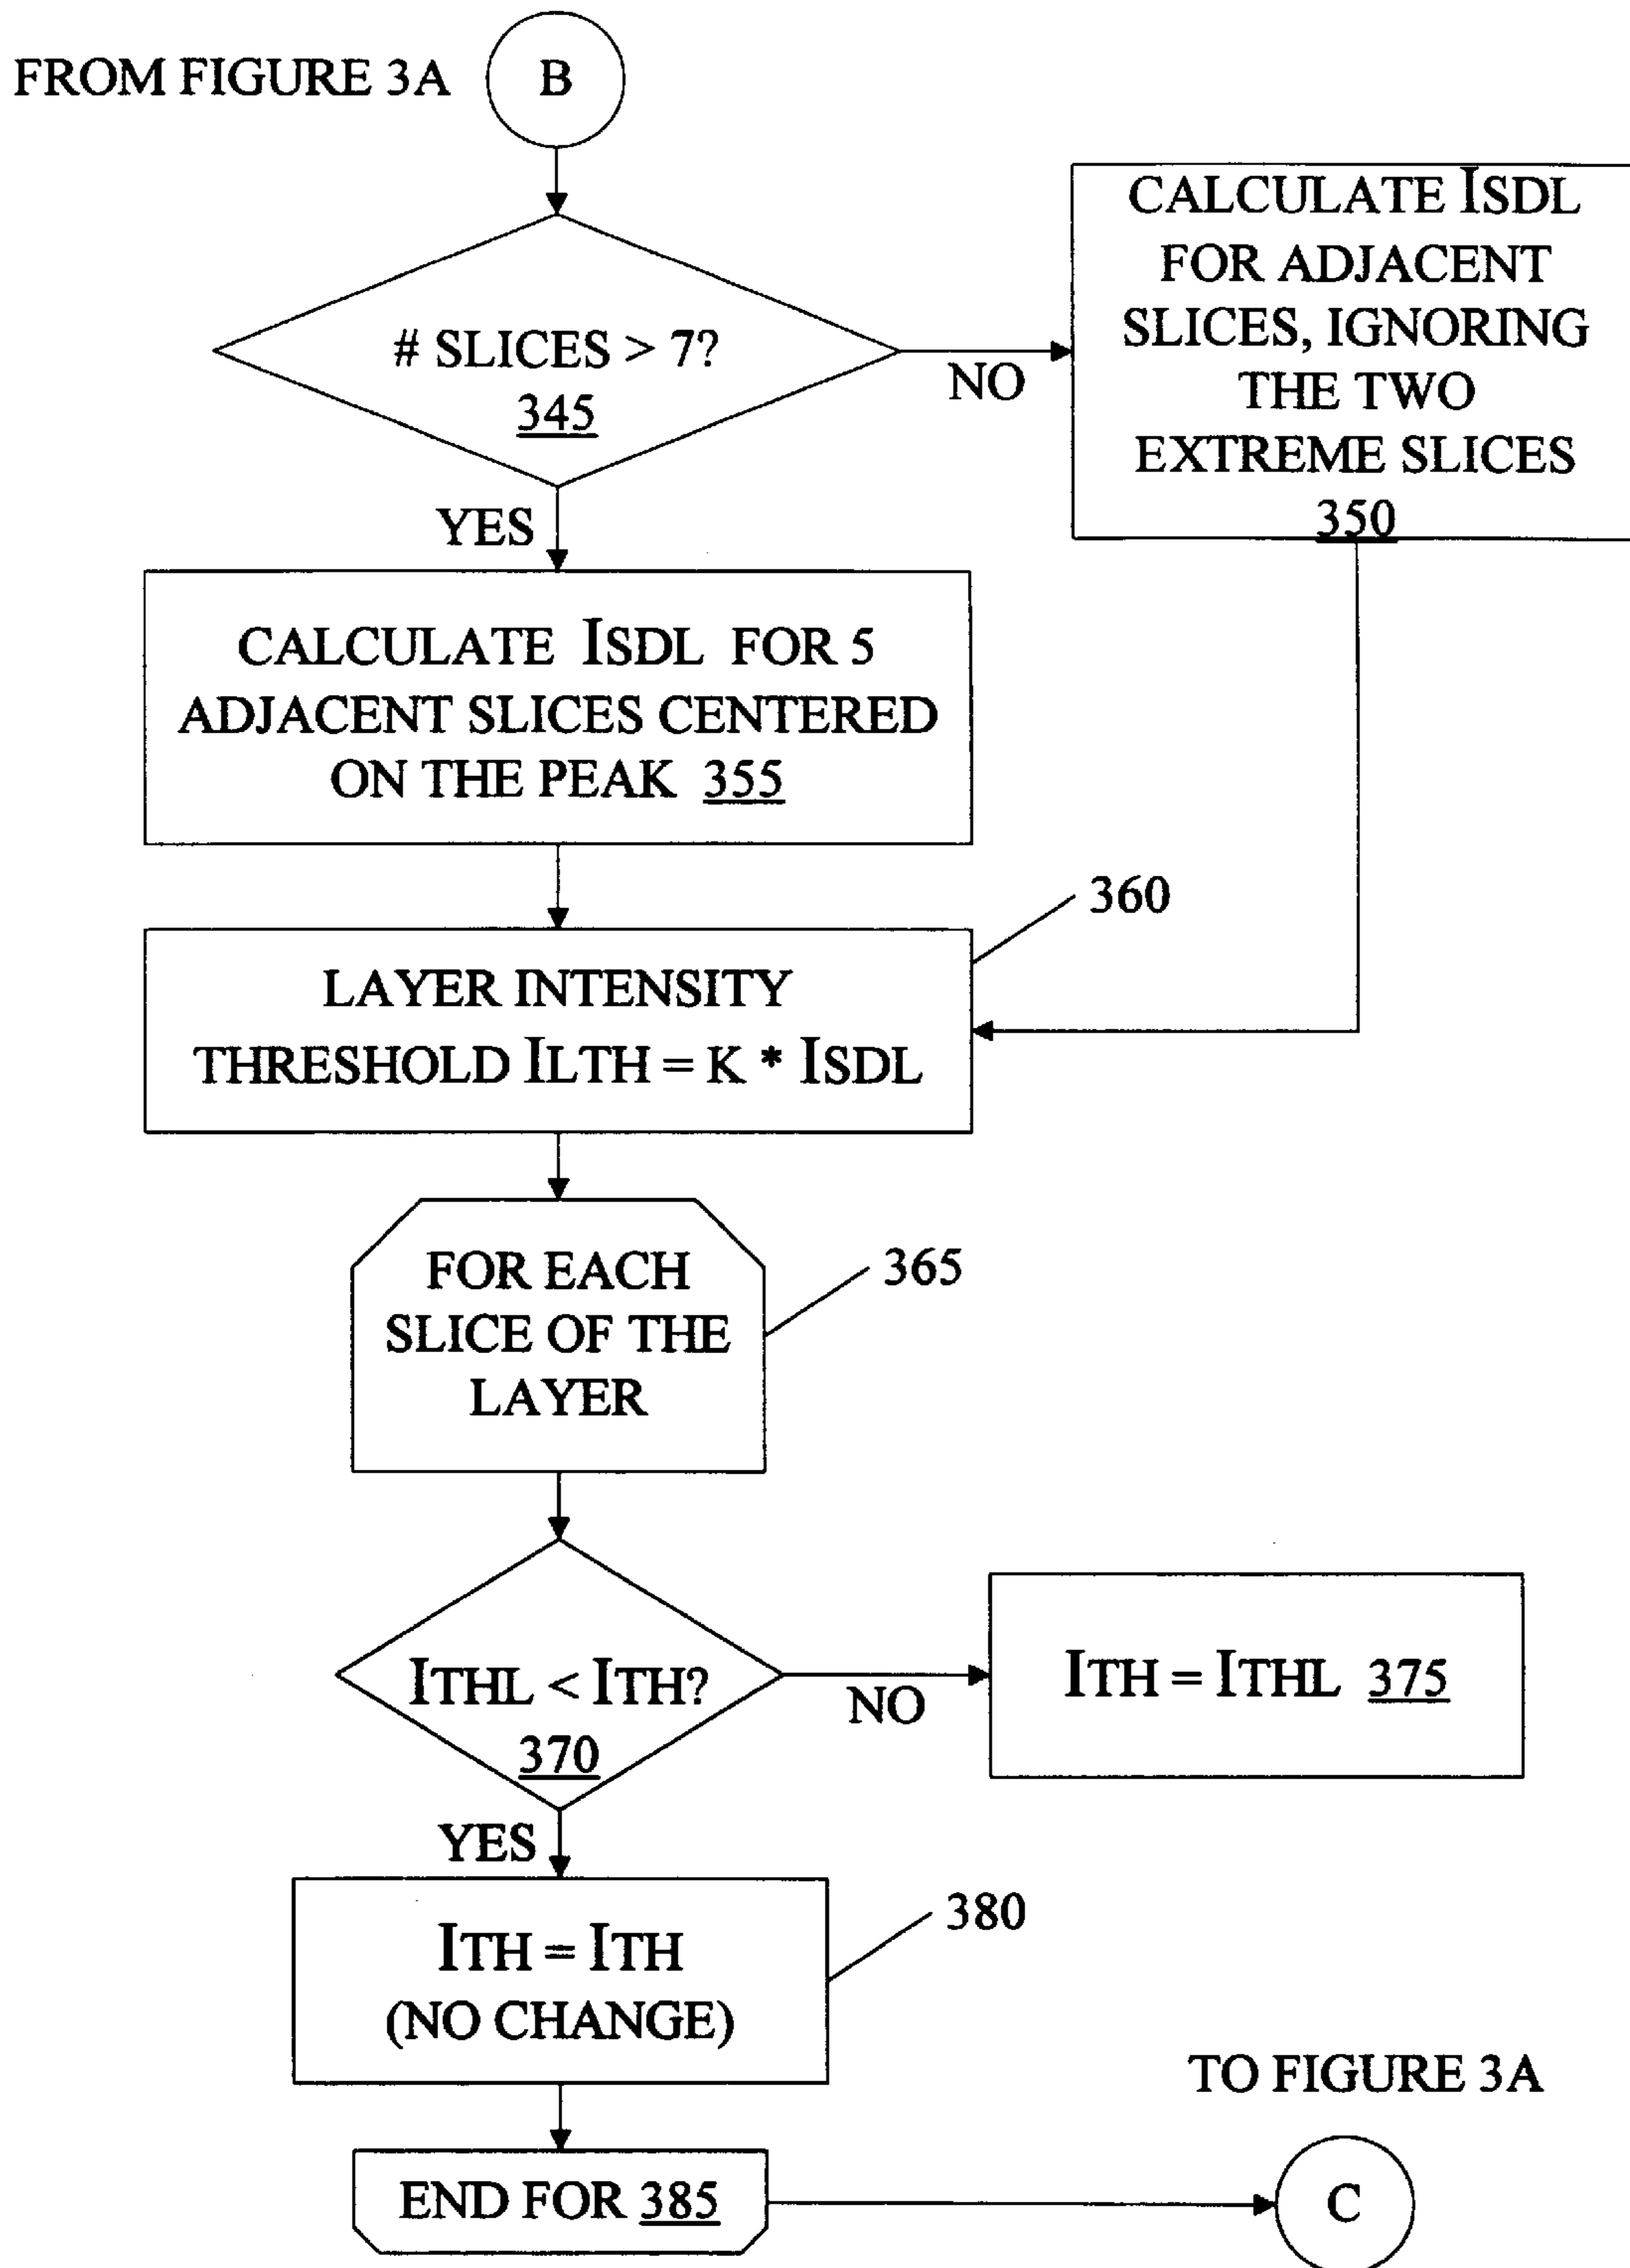 FROM FIGURE 3A
B
# SLICES > 7?
345
NO
YES
CALCULATE ISDL
FOR ADJACENT
SLICES, IGNORING
THE TWO
EXTREME SLICES
350
CALCULATE ISDL FOR 5
ADJACENT SLICES CENTERED
ON THE PEAK 355
360
LAYER INTENSITY
THRESHOLD ILTH = K * ISDL
FOR EACH
SLICE OF THE
LAYER
365
ITHL < ITH?
370
NO
ITH = ITHL 375
YES
ITH = ITH
(NO CHANGE)
380
TO FIGURE 3A
END FOR 385
C